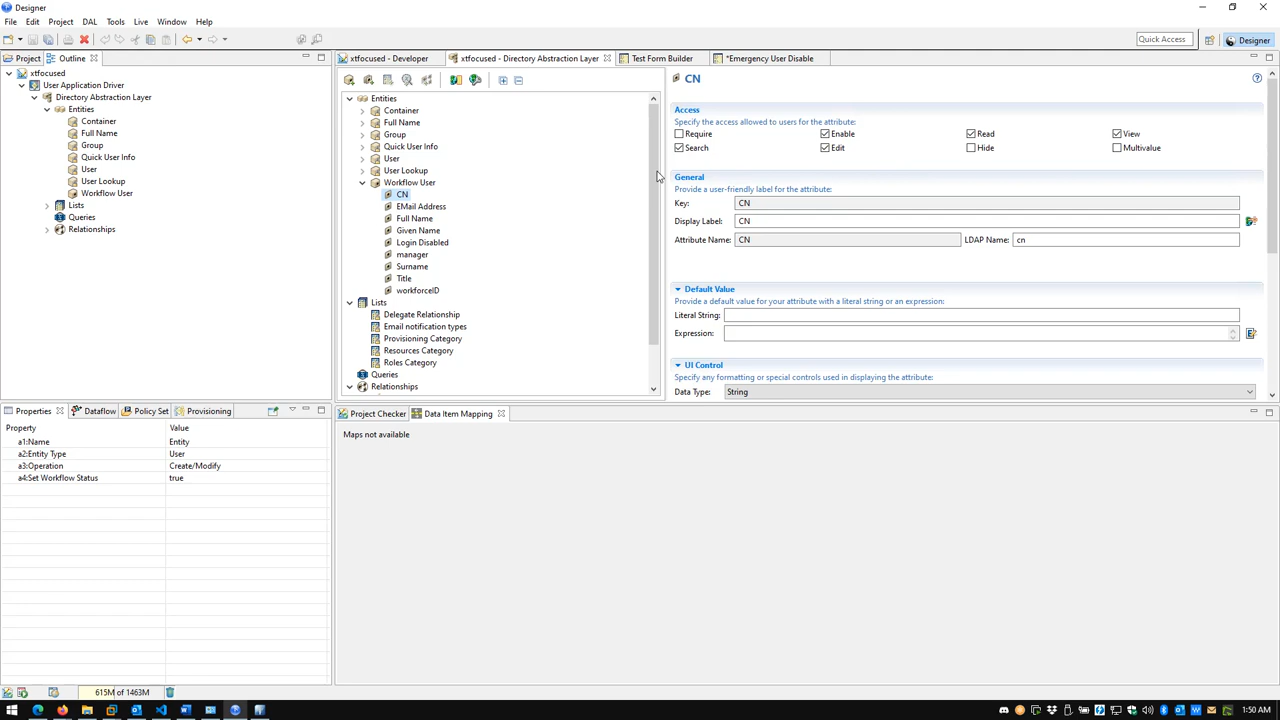 Designer
File Edit Project DAL Tools Live Window Help
Quick Access
Designer
Project Outline
xtfocused
User Application Driver
Directory Abstraction Layer
Entities
Container
Full Name
Group
Quick User Info
User
User Lookup
Workflow User
Lists
Queries
Relationships
xtfocused - Developer xtfocused - Directory Abstraction Layer Test Form Builder *Emergency User Disable
Entities
Container
Full Name
Group
Quick User Info
User
User Lookup
Workflow User
CN
EMail Address
Full Name
Given Name
Login Disabled
manager
Surname
Title
workforceID
Lists
Delegate Relationship
Email notification types
Provisioning Category
Resources Category
Roles Category
Queries
Relationships
CN
Access
Specify the access allowed to users for the attribute:
Require Enable Read View
Search Edit Hide Multivalue
General
Provide a user-friendly label for the attribute:
Key: CN
Display Label: CN
Attribute Name: CN LDAP Name: cn
Default Value
Provide a default value for your attribute with a literal string or an expression:
Literal String:
Expression:
UI Control
Specify any formatting or special controls used in displaying the attribute:
Data Type: String
Properties Dataflow Policy Set Provisioning
Property Value
a1:Name Entity
a2:Entity Type User
a3:Operation Create/Modify
a4:Set Workflow Status true
Project Checker Data Item Mapping
Maps not available
615M of 1463M
1:50 AM